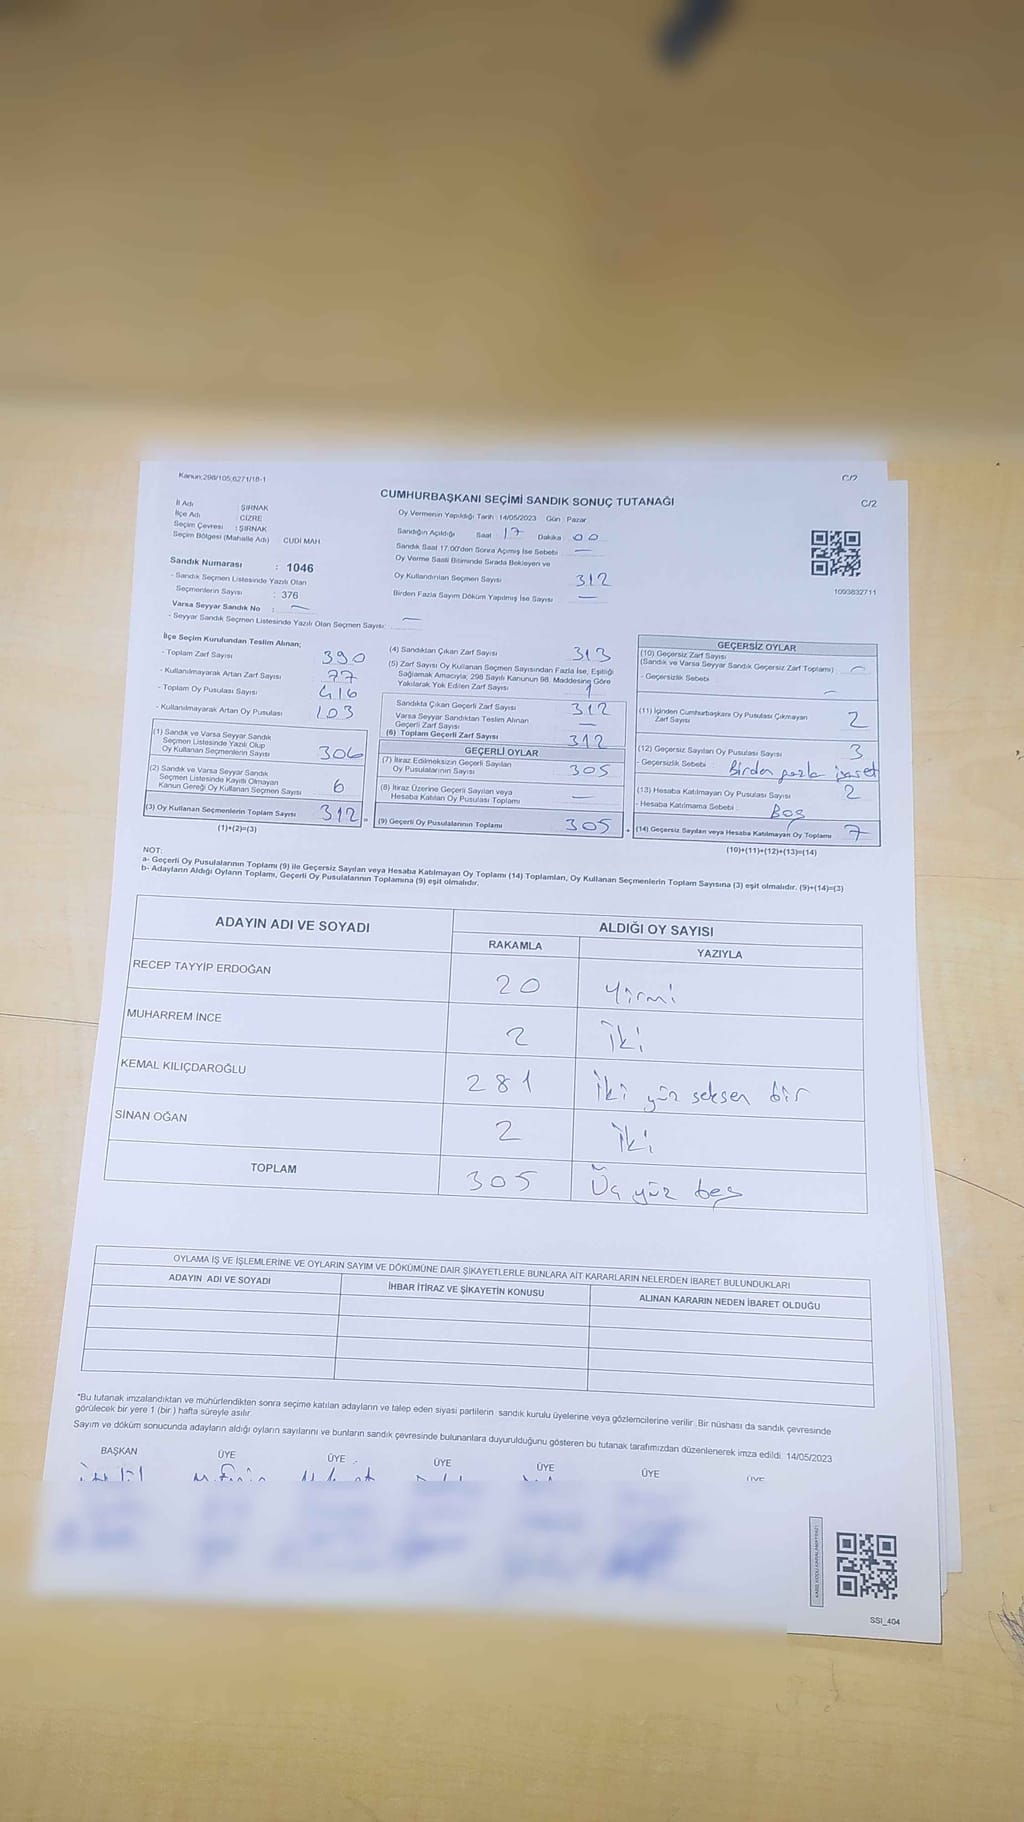 Kanun;298/105,6271/18-1
C/2
C/2
CUMHURBAŞKANI SEÇİMİ SANDIK SONUÇ TUTANAĞI
İl Adı : ŞIRNAK
İlçe Adı : CİZRE
Seçim Çevresi : ŞIRNAK
Seçim Bölgesi (Mahalle Adı) CUDİ MAH
Sandık Numarası : 1046
- Sandık Seçmen Listesinde Yazılı Olan
Seçmenlerin Sayısı : 376
Varsa Seyyar Sandık No : —
- Seyyar Sandık Seçmen Listesinde Yazılı Olan Seçmen Sayısı: —
Oy Vermenin Yapıldığı Tarih : 14/05/2023 Gün : Pazar
Sandığın Açıldığı Saat 17 Dakika 00
Sandık Saat 17.00'den Sonra Açılmış İse Sebebi —
Oy Verme Saati Bitiminde Sırada Bekleyen ve
Oy Kullandırılan Seçmen Sayısı 312
Birden Fazla Sayım Döküm Yapılmış İse Sayısı —
1093832711
İlçe Seçim Kurulundan Teslim Alınan;
- Toplam Zarf Sayısı 390
- Kullanılmayarak Artan Zarf Sayısı 77
- Toplam Oy Pusulası Sayısı 416
- Kullanılmayarak Artan Oy Pusulası 103
(1) Sandık ve Varsa Seyyar Sandık
Seçmen Listesinde Yazılı Olup
Oy Kullanan Seçmenlerin Sayısı 306
(2) Sandık ve Varsa Seyyar Sandık
Seçmen Listesinde Kayıtlı Olmayan
Kanun Gereği Oy Kullanan Seçmen Sayısı 6
(3) Oy Kullanan Seçmenlerin Toplam Sayısı 312
(1)+(2)=(3)
(4) Sandıktan Çıkan Zarf Sayısı 313
(5) Zarf Sayısı Oy Kullanan Seçmen Sayısından Fazla İse, Eşitliği
Sağlamak Amacıyla; 298 Sayılı Kanunun 98. Maddesine Göre
Yakılarak Yok Edilen Zarf Sayısı 1
Sandıkta Çıkan Geçerli Zarf Sayısı 312
Varsa Seyyar Sandıktan Teslim Alınan
Geçerli Zarf Sayısı —
(6) Toplam Geçerli Zarf Sayısı 312
GEÇERLİ OYLAR
(7) İtiraz Edilmeksizin Geçerli Sayılan
Oy Pusulalarının Sayısı 305
(8) İtiraz Üzerine Geçerli Sayılan veya
Hesaba Katılan Oy Pusulası Toplamı —
(9) Geçerli Oy Pusulalarının Toplamı 305
GEÇERSİZ OYLAR
(10) Geçersiz Zarf Sayısı
(Sandık ve Varsa Seyyar Sandık Geçersiz Zarf Toplamı) —
- Geçersizlik Sebebi —
(11) İçinden Cumhurbaşkanı Oy Pusulası Çıkmayan
Zarf Sayısı 2
(12) Geçersiz Sayılan Oy Pusulası Sayısı 3
- Geçersizlik Sebebi Birden fazla işaret
(13) Hesaba Katılmayan Oy Pusulası Sayısı 2
- Hesaba Katılmama Sebebi Boş
(14) Geçersiz Sayılan veya Hesaba Katılmayan Oy Toplamı 7
(10)+(11)+(12)+(13)=(14)
NOT:
a- Geçerli Oy Pusulalarının Toplamı (9) ile Geçersiz Sayılan veya Hesaba Katılmayan Oy Toplamı (14) Toplamları, Oy Kullanan Seçmenlerin Toplam Sayısına (3) eşit olmalıdır. (9)+(14)=(3)
b- Adayların Aldığı Oyların Toplamı, Geçerli Oy Pusulalarının Toplamına (9) eşit olmalıdır.
ADAYIN ADI VE SOYADI ALDIĞI OY SAYISI
RAKAMLA YAZIYLA
RECEP TAYYİP ERDOĞAN 20 Yirmi
MUHARREM İNCE 2 İki
KEMAL KILIÇDAROĞLU 281 İki yüz seksen bir
SİNAN OĞAN 2 İki
TOPLAM 305 Üç yüz beş
OYLAMA İŞ VE İŞLEMLERİNE VE OYLARIN SAYIM VE DÖKÜMÜNE DAİR ŞİKAYETLERLE BUNLARA AİT KARARLARIN NELERDEN İBARET BULUNDUKLARI
ADAYIN ADI VE SOYADI İHBAR İTİRAZ VE ŞİKAYETİN KONUSU ALINAN KARARIN NEDEN İBARET OLDUĞU
*Bu tutanak imzalandıktan ve mühürlendikten sonra seçime katılan adayların ve talep eden siyasi partilerin sandık kurulu üyelerine veya gözlemcilerine verilir. Bir nüshası da sandık çevresinde
görülecek bir yere 1 (bir ) hafta süreyle asılır.
Sayım ve döküm sonucunda adayların aldığı oyların sayılarını ve bunların sandık çevresinde bulunanlara duyurulduğunu gösteren bu tutanak tarafımızdan düzenlenerek imza edildi. 14/05/2023
BAŞKAN ÜYE ÜYE ÜYE ÜYE ÜYE ÜYE
SSI_404